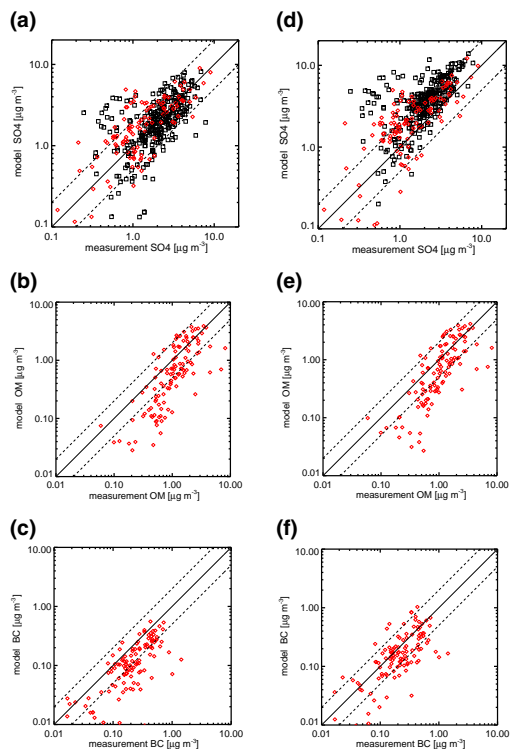 (a)
10.0
1.0
0.1
0.1 1.0 10.0
model SO4 [µg m-3]
measurement SO4 [µg m-3]
(d)
10.0
1.0
0.1
0.1 1.0 10.0
model SO4 [µg m-3]
measurement SO4 [µg m-3]
(b)
10.00
1.00
0.10
0.01
0.01 0.10 1.00 10.00
model OM [µg m-3]
measurement OM [µg m-3]
(e)
10.00
1.00
0.10
0.01
0.01 0.10 1.00 10.00
model OM [µg m-3]
measurement OM [µg m-3]
(c)
10.00
1.00
0.10
0.01
0.01 0.10 1.00 10.00
model BC [µg m-3]
measurement BC [µg m-3]
(f)
10.00
1.00
0.10
0.01
0.01 0.10 1.00 10.00
model BC [µg m-3]
measurement BC [µg m-3]